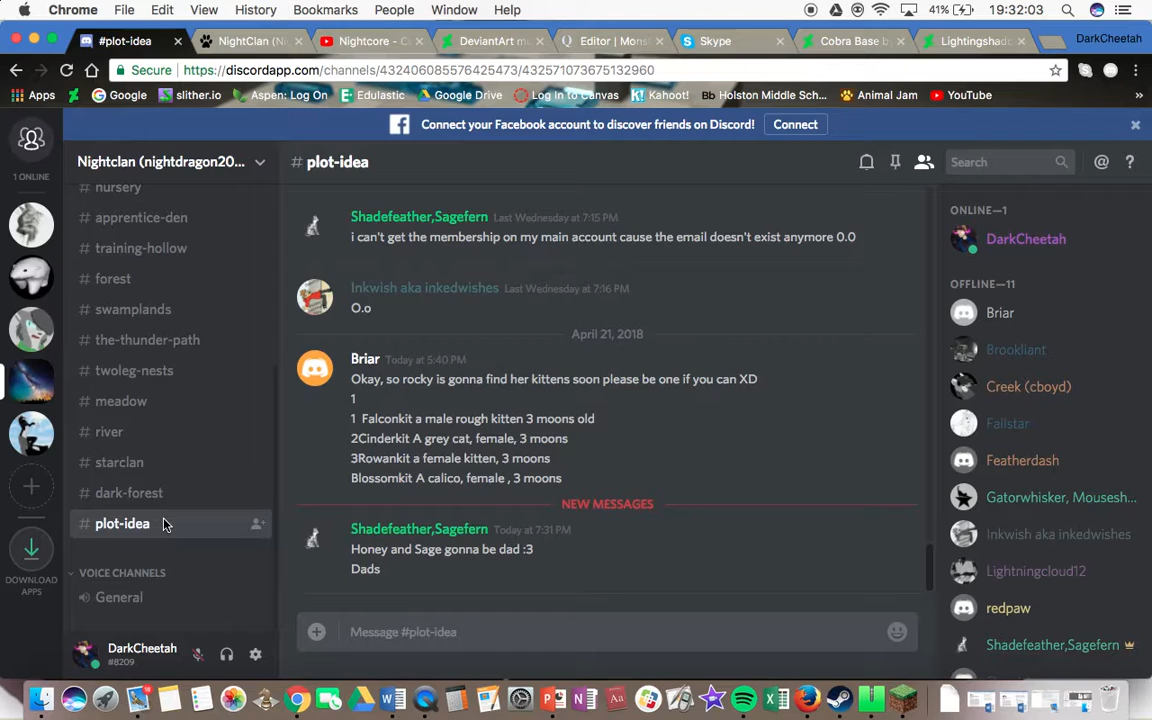 Chrome File Edit View History Bookmarks People Window Help 41% 19:32:03
#plot-idea NightClan (nightd Nightcore - C DeviantArt m Editor | Monst Skype Cobra Base by Lightingshado DarkCheetah
Secure https://discordapp.com/channels/432406085576425473/432571073675132960
Apps Google slither.io Aspen: Log On Edulastic Google Drive Log In to Canvas Kahoot! Bb Holston Middle Sc... Animal Jam YouTube »
Connect your Facebook account to discover friends on Discord! Connect
Nightclan (nightdragon20... # plot-idea Search @ ?
1 ONLINE
# nursery
# apprentice-den
# training-hollow
# forest
# swamplands
# the-thunder-path
# twoleg-nests
# meadow
# river
# starclan
# dark-forest
# plot-idea
VOICE CHANNELS
General
DOWNLOAD
APPS
DarkCheetah
#8209
Shadefeather,Sagefern Last Wednesday at 7:15 PM
i can't get the membership on my main account cause the email doesn't exist anymore 0.0
Inkwish aka inkedwishes Last Wednesday at 7:16 PM
O.o
April 21, 2018
Briar Today at 5:40 PM
Okay, so rocky is gonna find her kittens soon please be one if you can XD
1
1 Falconkit a male rough kitten 3 moons old
2Cinderkit A grey cat, female, 3 moons
3Rowankit a female kitten, 3 moons
Blossomkit A calico, female , 3 moons
NEW MESSAGES
Shadefeather,Sagefern Today at 7:31 PM
Honey and Sage gonna be dad :3
Dads
Message #plot-idea
ONLINE—1
DarkCheetah
OFFLINE—11
Briar
Brookliant
Creek (cboyd)
Fallstar
Featherdash
Gatorwhisker, Mousesh...
Inkwish aka inkedwishes
Lightningcloud12
redpaw
Shadefeather,Sagefern